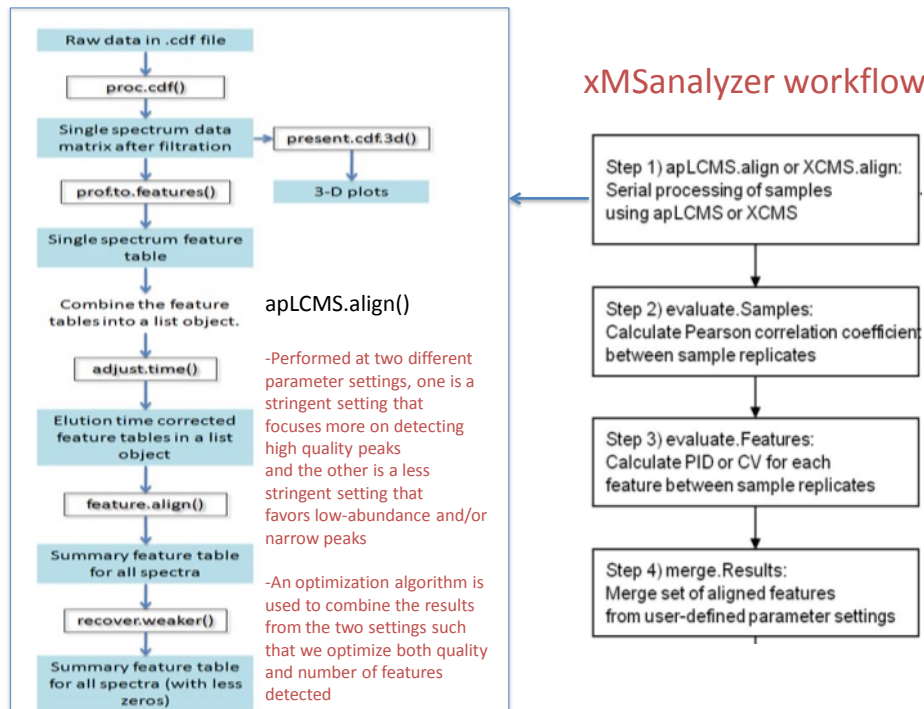 Raw data in .cdf file
proc.cdf()
Single spectrum data
matrix after filtration
present.cdf.3d()
3-D plots
prof.to.features()
Single spectrum feature
table
Combine the feature
tables into a list object.
adjust.time()
Elution time corrected
feature tables in a list
object
feature.align()
Summary feature table
for all spectra
recover.weaker()
Summary feature table
for all spectra (with less
zeros)
apLCMS.align()
-Performed at two different
parameter settings, one is a
stringent setting that
focuses more on detecting
high quality peaks
and the other is a less
stringent setting that
favors low-abundance and/or
narrow peaks
-An optimization algorithm is
used to combine the results
from the two settings such
that we optimize both quality
and number of features
detected
xMSanalyzer workflow
Step 1) apLCMS.align or XCMS.align:
Serial processing of samples
using apLCMS or XCMS
Step 2) evaluate.Samples:
Calculate Pearson correlation coefficient
between sample replicates
Step 3) evaluate.Features:
Calculate PID or CV for each
feature between sample replicates
Step 4) merge.Results:
Merge set of aligned features
from user-defined parameter settings